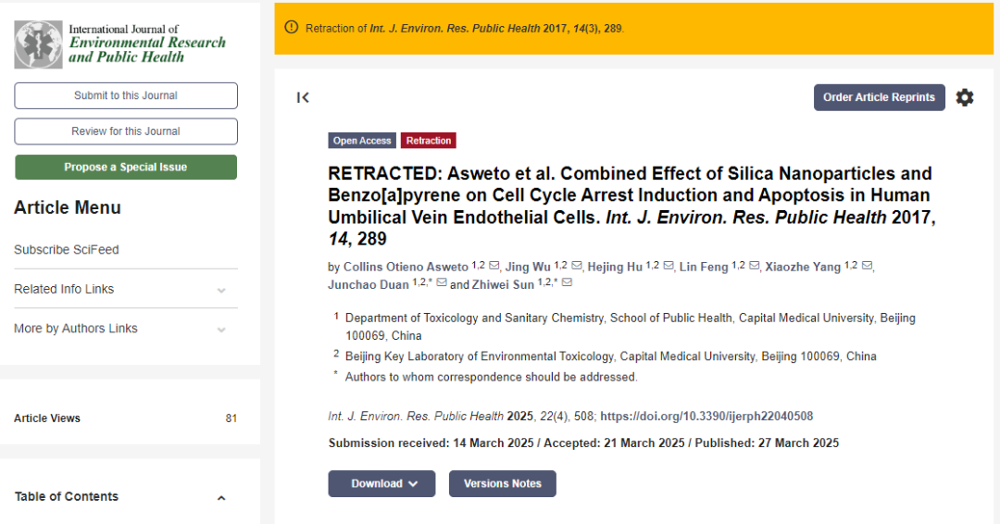 International Journal of
Environmental Research
and Public Health
Submit to this Journal
Review for this Journal
Propose a Special Issue
Article Menu
Subscribe SciFeed
Related Info Links
More by Authors Links
Article Views 81
Table of Contents
Retraction of Int. J. Environ. Res. Public Health 2017, 14(3), 289.
Order Article Reprints
Open Access Retraction
RETRACTED: Asweto et al. Combined Effect of Silica Nanoparticles and
Benzo[a]pyrene on Cell Cycle Arrest Induction and Apoptosis in Human
Umbilical Vein Endothelial Cells. Int. J. Environ. Res. Public Health 2017,
14, 289
by Collins Otieno Asweto 1,2, Jing Wu 1,2, Hejing Hu 1,2, Lin Feng 1,2, Xiaozhe Yang 1,2,
Junchao Duan 1,2,* and Zhiwei Sun 1,2,*
1 Department of Toxicology and Sanitary Chemistry, School of Public Health, Capital Medical University, Beijing
100069, China
2 Beijing Key Laboratory of Environmental Toxicology, Capital Medical University, Beijing 100069, China
* Authors to whom correspondence should be addressed.
Int. J. Environ. Res. Public Health 2025, 22(4), 508; https://doi.org/10.3390/ijerph22040508
Submission received: 14 March 2025 / Accepted: 21 March 2025 / Published: 27 March 2025
Download Versions Notes